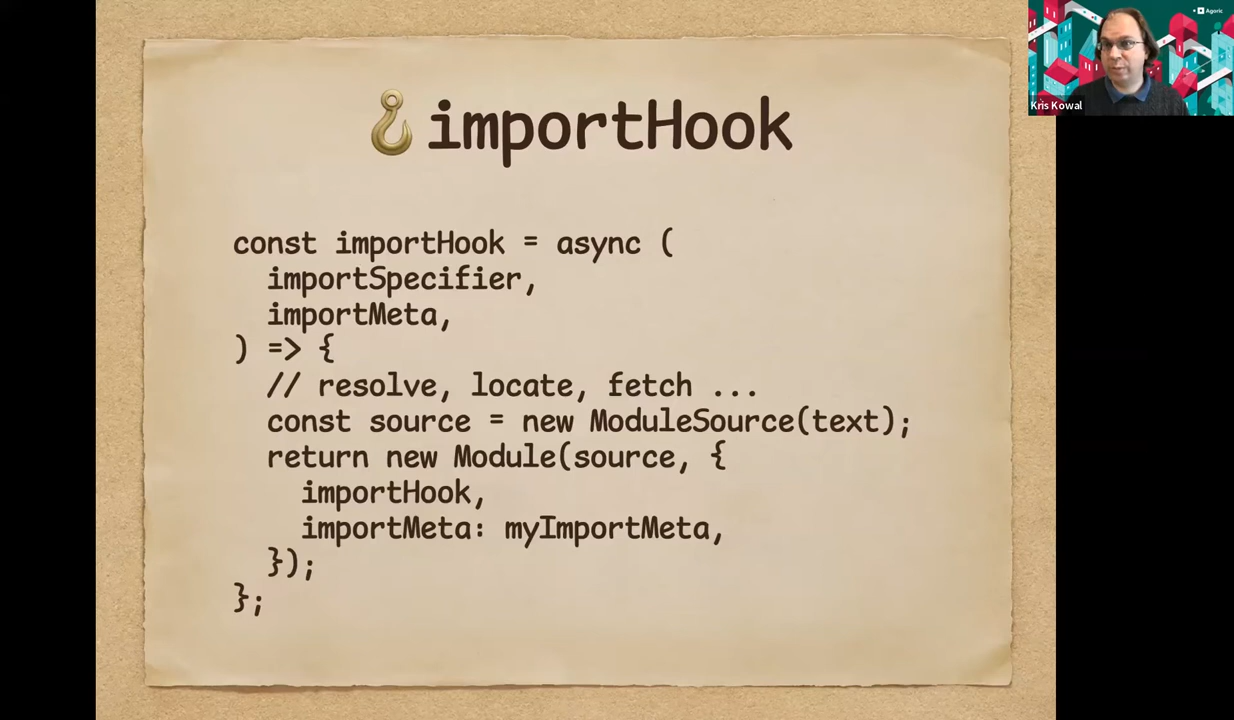 importHook
const importHook = async (
importSpecifier,
importMeta,
) => {
// resolve, locate, fetch ...
const source = new ModuleSource(text);
return new Module(source, {
importHook,
importMeta: myImportMeta,
});
};
Agoric
Kris Kowal